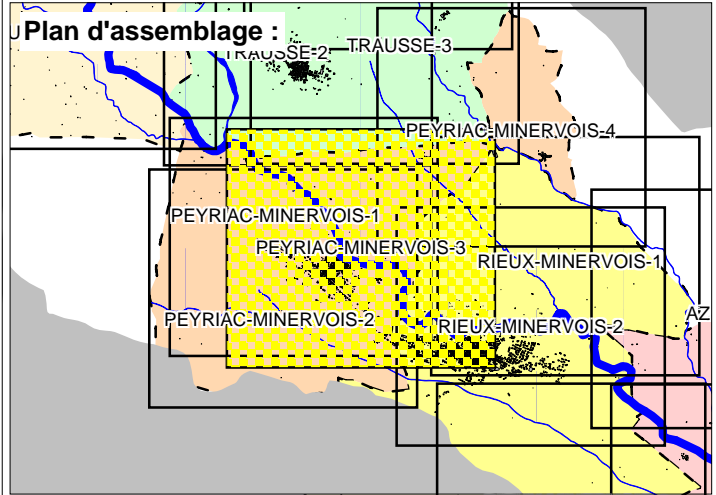 U
Plan d'assemblage :
TRAUSSE-2
TRAUSSE-3
PEYRIAC-MINERVOIS-4
PEYRIAC-MINERVOIS-1
PEYRIAC-MINERVOIS-3
RIEUX-MINERVOIS-1
PEYRIAC-MINERVOIS-2
RIEUX-MINERVOIS-2
AZ